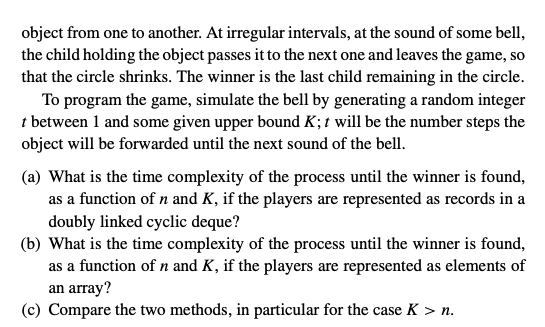 object from one to another. At irregular intervals, at the sound of some bell,
the child holding the object passes it to the next one and leaves the game, so
that the circle shrinks. The winner is the last child remaining in the circle.
To program the game, simulate the bell by generating a random integer
t between 1 and some given upper bound K; t will be the number steps the
object will be forwarded until the next sound of the bell.
(a) What is the time complexity of the process until the winner is found,
as a function of n and K, if the players are represented as records in a
doubly linked cyclic deque?
(b) What is the time complexity of the process until the winner is found,
as a function of n and K, if the players are represented as elements of
an array?
(c) Compare the two methods, in particular for the case K > n.